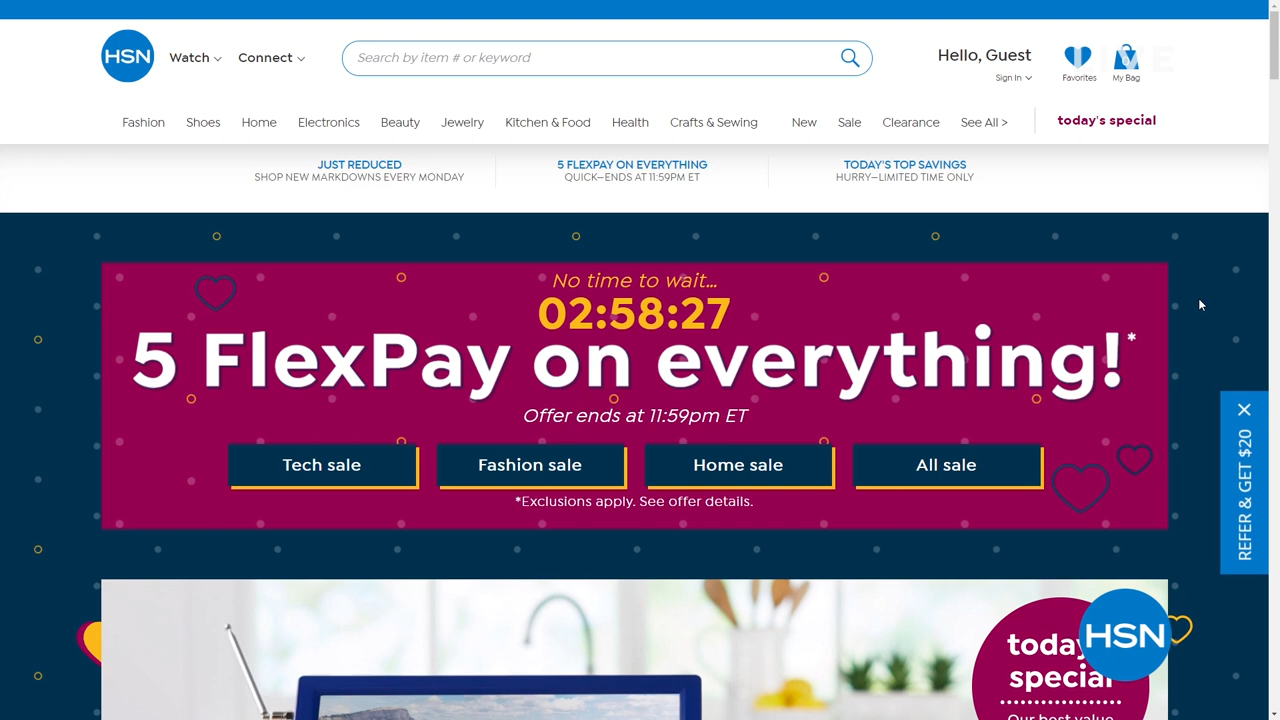 HSN
Watch
Connect
Search by item # or keyword
Hello, Guest
Sign In
Favorites
My Bag
Fashion
Shoes
Home
Electronics
Beauty
Jewelry
Kitchen & Food
Health
Crafts & Sewing
New
Sale
Clearance
See All >
today's special
JUST REDUCED
SHOP NEW MARKDOWNS EVERY MONDAY
5 FLEXPAY ON EVERYTHING
QUICK—ENDS AT 11:59PM ET
TODAY'S TOP SAVINGS
HURRY—LIMITED TIME ONLY
No time to wait...
02:58:27
5 FlexPay on everything!*
Offer ends at 11:59pm ET
Tech sale
Fashion sale
Home sale
All sale
*Exclusions apply. See offer details.
REFER & GET $20
special
HSN
Our best value